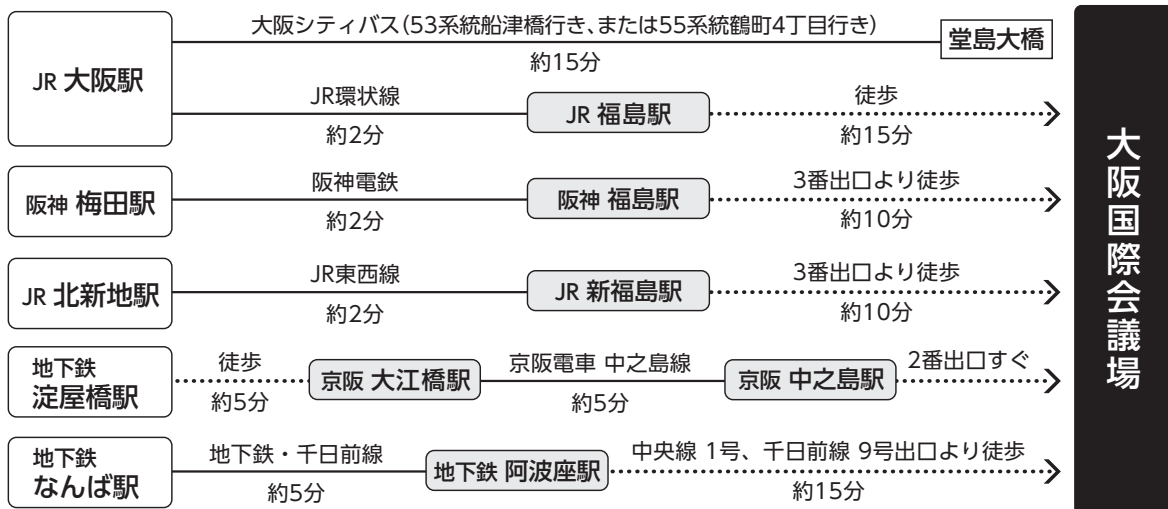 大阪シティバス(53系統船津橋行き、または55系統鶴町4丁目行き)
約15分
堂島大橋
JR 大阪駅
JR環状線
約2分
JR 福島駅
徒歩
約15分
阪神 梅田駅
阪神電鉄
約2分
阪神 福島駅
3番出口より徒歩
約10分
JR 北新地駅
JR東西線
約2分
JR 新福島駅
3番出口より徒歩
約10分
地下鉄
淀屋橋駅
徒歩
約5分
京阪 大江橋駅
京阪電車 中之島線
約5分
京阪 中之島駅
2番出口すぐ
地下鉄
なんば駅
地下鉄・千日前線
約5分
地下鉄 阿波座駅
中央線 1号、千日前線 9号出口より徒歩
約15分
大阪国際会議場